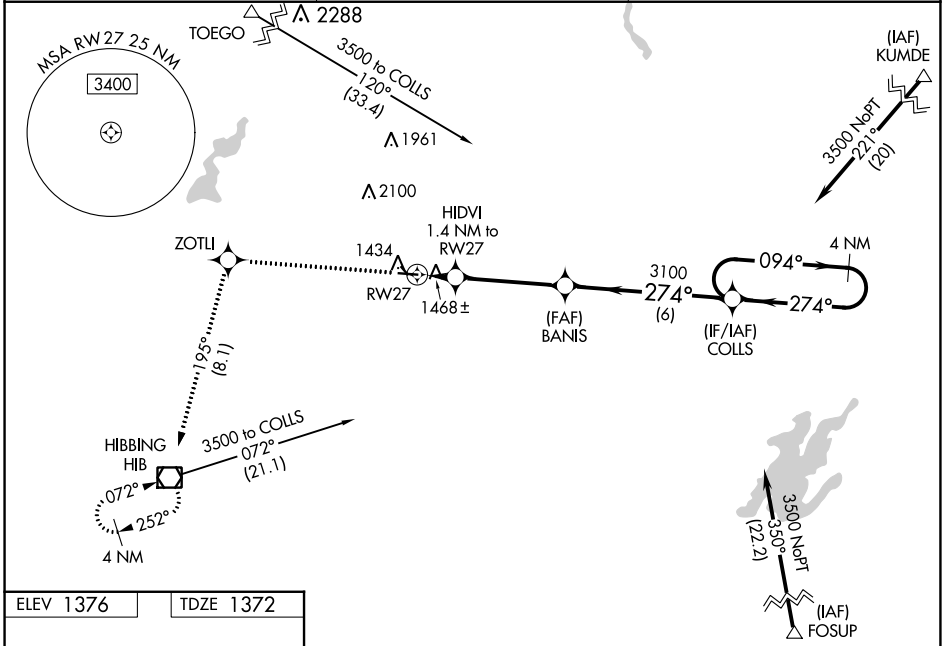 2288
TOEGO
3500 to COLLS
120°
(33.4)
MSA RW27 25 NM
3400
(IAF)
KUMDE
3500 NoPT
221°
(20)
1961
2100
HIDVI
1.4 NM to
RW27
ZOTLI
1434
RW27
1468±
3100
274°
(6)
(FAF)
BANIS
094°
4 NM
274°
(IF/IAF)
COLLS
195°
(8.1)
HIBBING
HIB
3500 to COLLS
072°
(21.1)
072°
252°
4 NM
3500 NoPT
350°
(22.2)
(IAF)
FOSUP
ELEV 1376
TDZE 1372